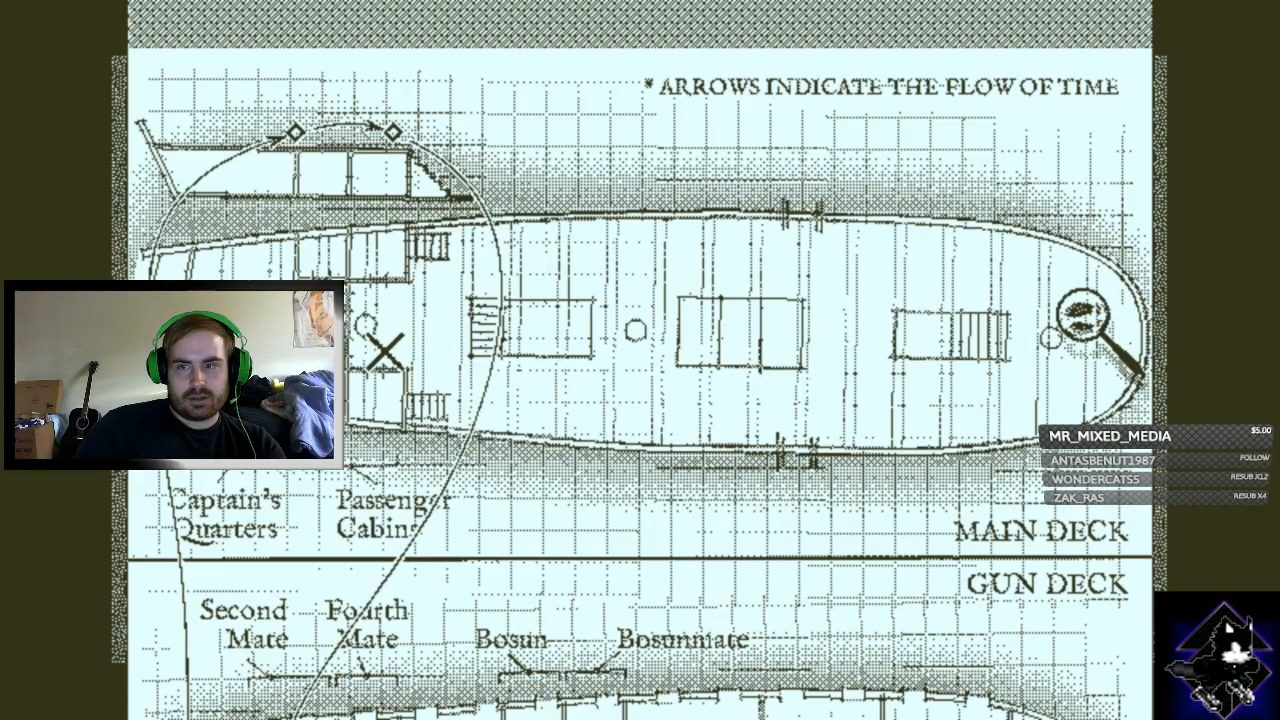 * ARROWS INDICATE THE FLOW OF TIME
Captain's
Quarters
Passenger
Cabins
MAIN DECK
GUN DECK
Second
Mate
Fourth
Mate
Bosun
Bosunmate
MR_MIXED_MEDIA $5.00
ANTASBENUT1987 FOLLOW
WONDERCATS5 RESUB X12
ZAK_RAS RESUB X4